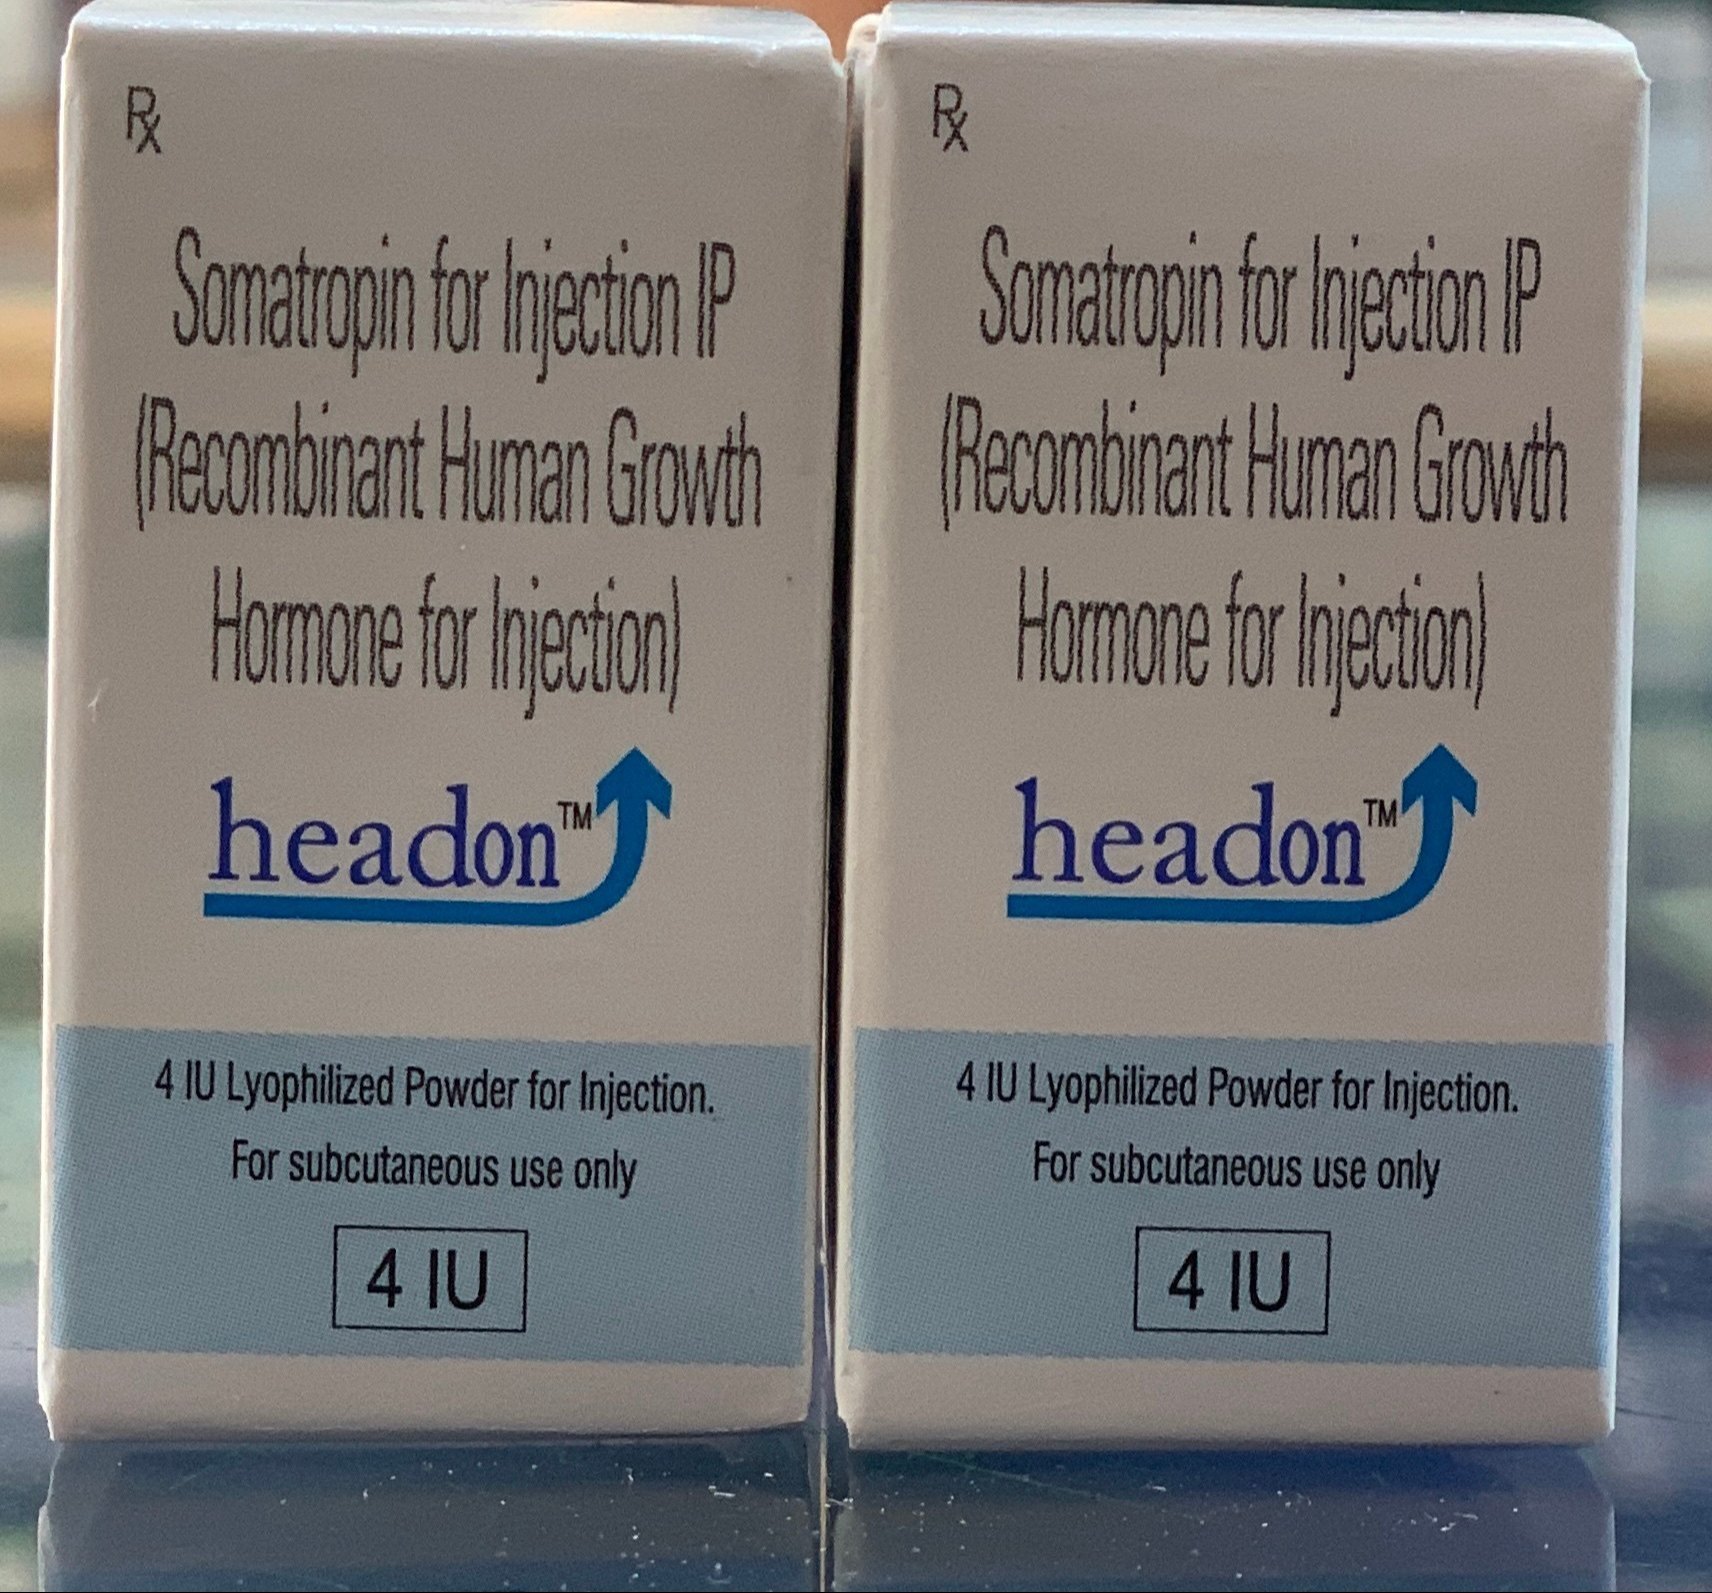 Rx
Somatropin for Injection IP
(Recombinant Human Growth
Hormone for Injection)
headon™
4 IU Lyophilized Powder for Injection.
For subcutaneous use only
4 IU
Rx
Somatropin for Injection IP
(Recombinant Human Growth
Hormone for Injection)
headon™
4 IU Lyophilized Powder for Injection.
For subcutaneous use only
4 IU